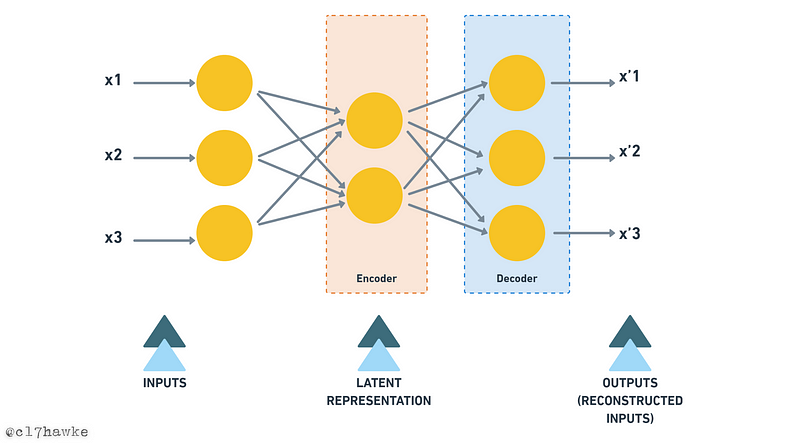 x1
x2
x3
x’1
x’2
x’3
Encoder
Decoder
INPUTS
LATENT
REPRESENTATION
OUTPUTS
(RECONSTRUCTED
INPUTS)
@cl7hawke